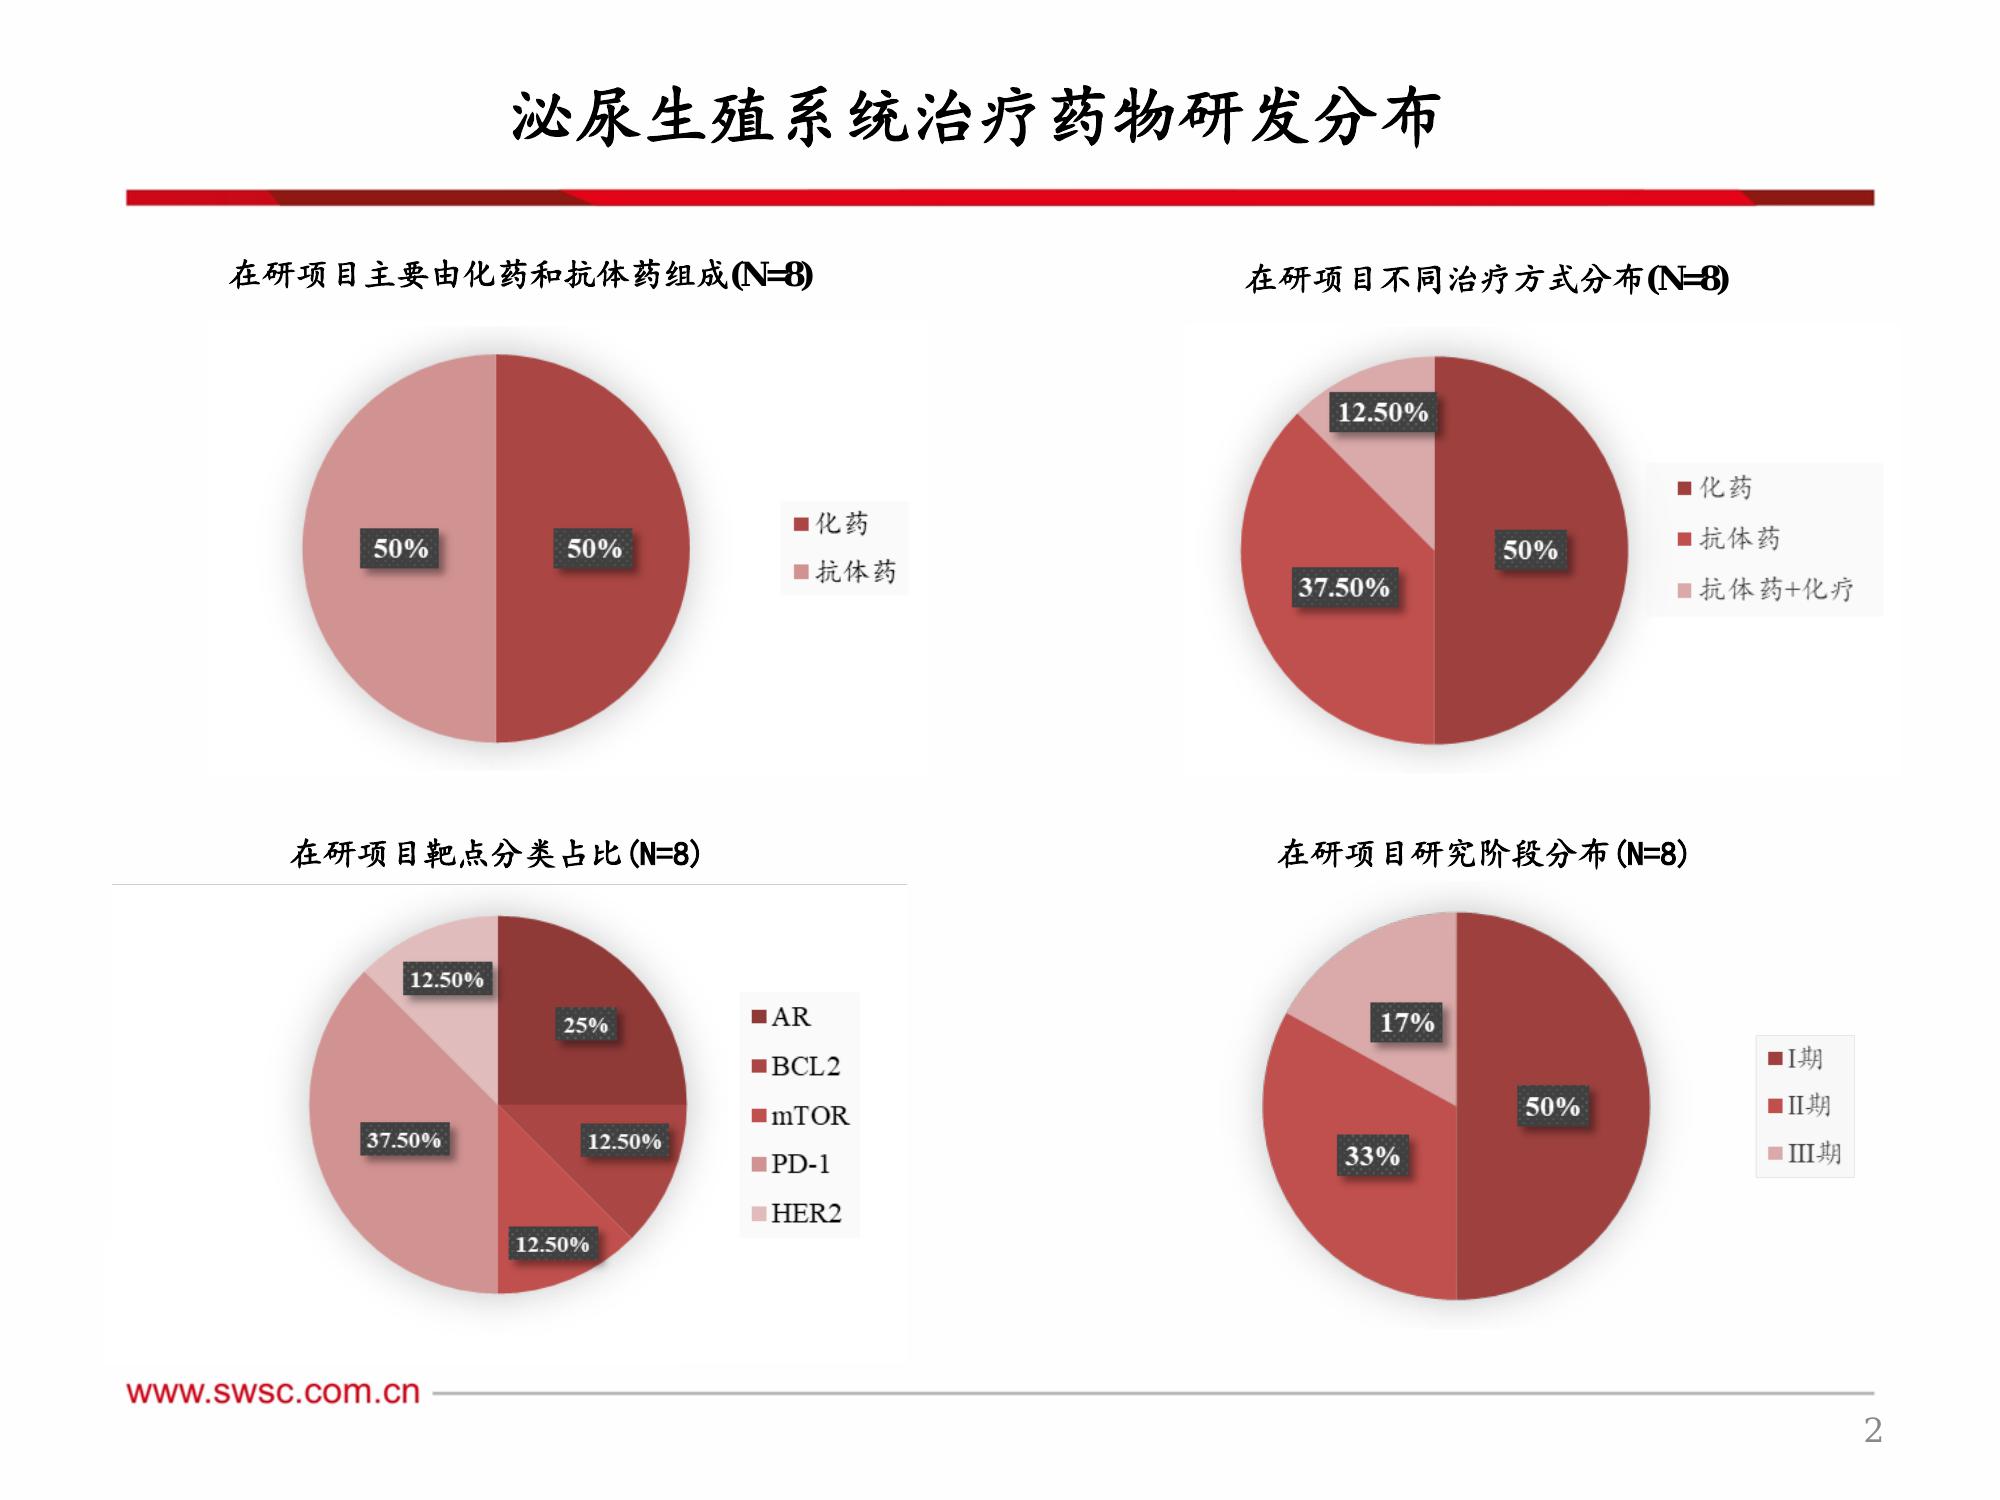 泌尿生殖系统治疗药物研发分布
在研项目主要由化药和抗体药组成(N=8)
50%
50%
化药
抗体药
在研项目不同治疗方式分布(N=8)
12.50%
50%
37.50%
化药
抗体药
抗体药+化疗
在研项目靶点分类占比(N=8)
12.50%
25%
37.50%
12.50%
12.50%
AR
BCL2
mTOR
PD-1
HER2
在研项目研究阶段分布(N=8)
17%
50%
33%
I期
II期
III期
www.swsc.com.cn
2